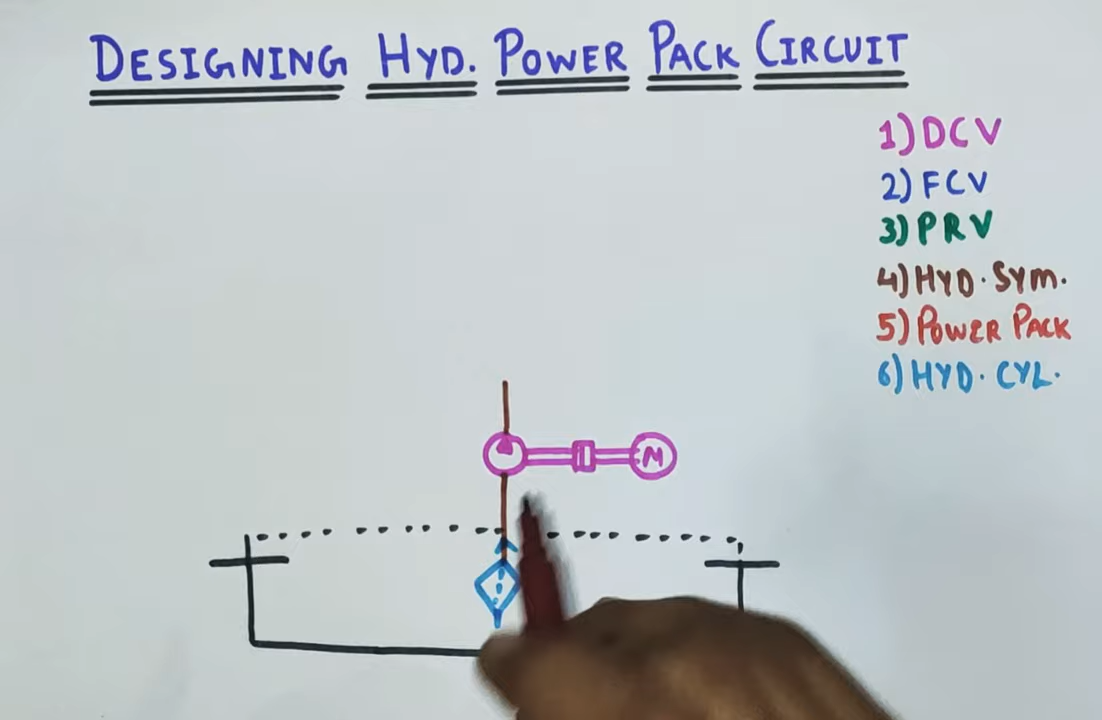 DESIGNING HYD. POWER PACK CIRCUIT
1) DCV
2) FCV
3) PRV
4) HYD. SYM.
5) POWER PACK
6) HYD. CYL.
M